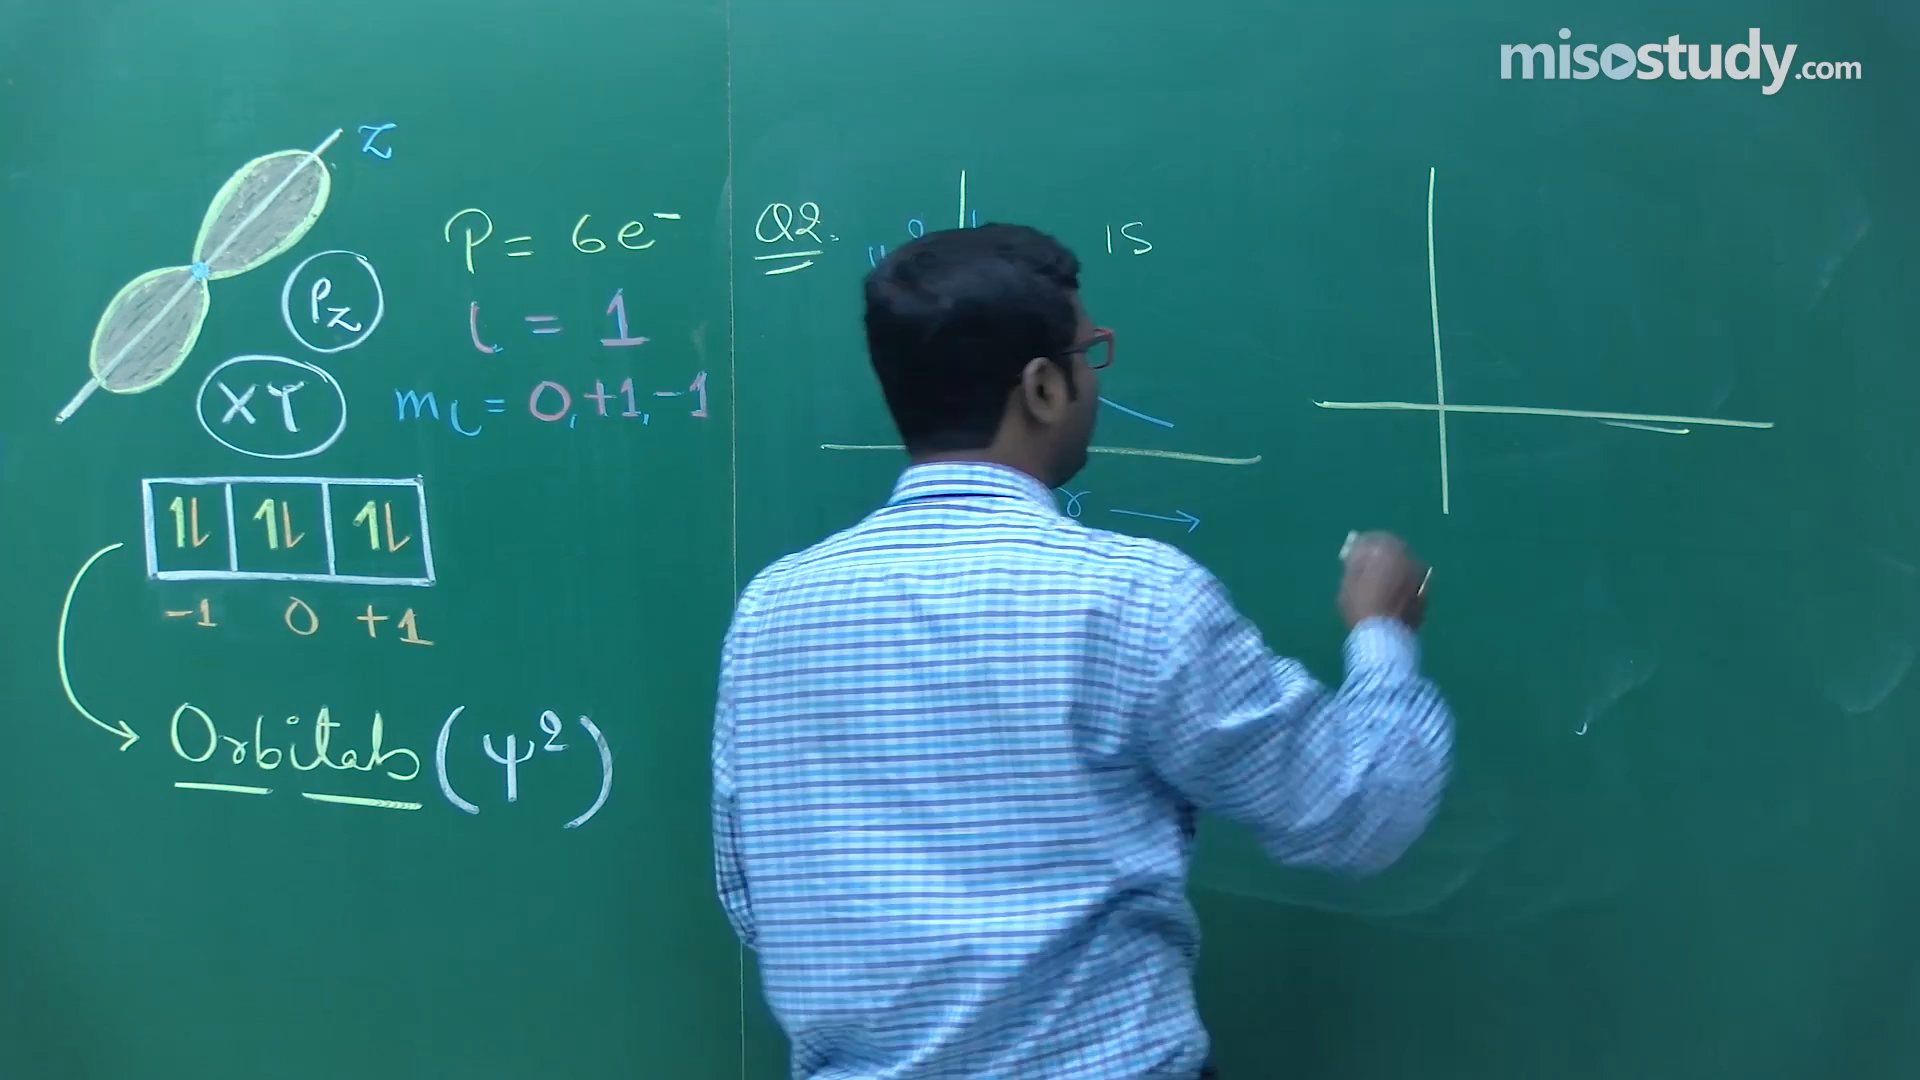 misostudy.com
z
P = 6e⁻
Pz
l = 1
XY
mₗ = 0, +1, -1
1L 1L 1L
-1 0 +1
Orbitals (ψ²)
Q2.
1S
r →